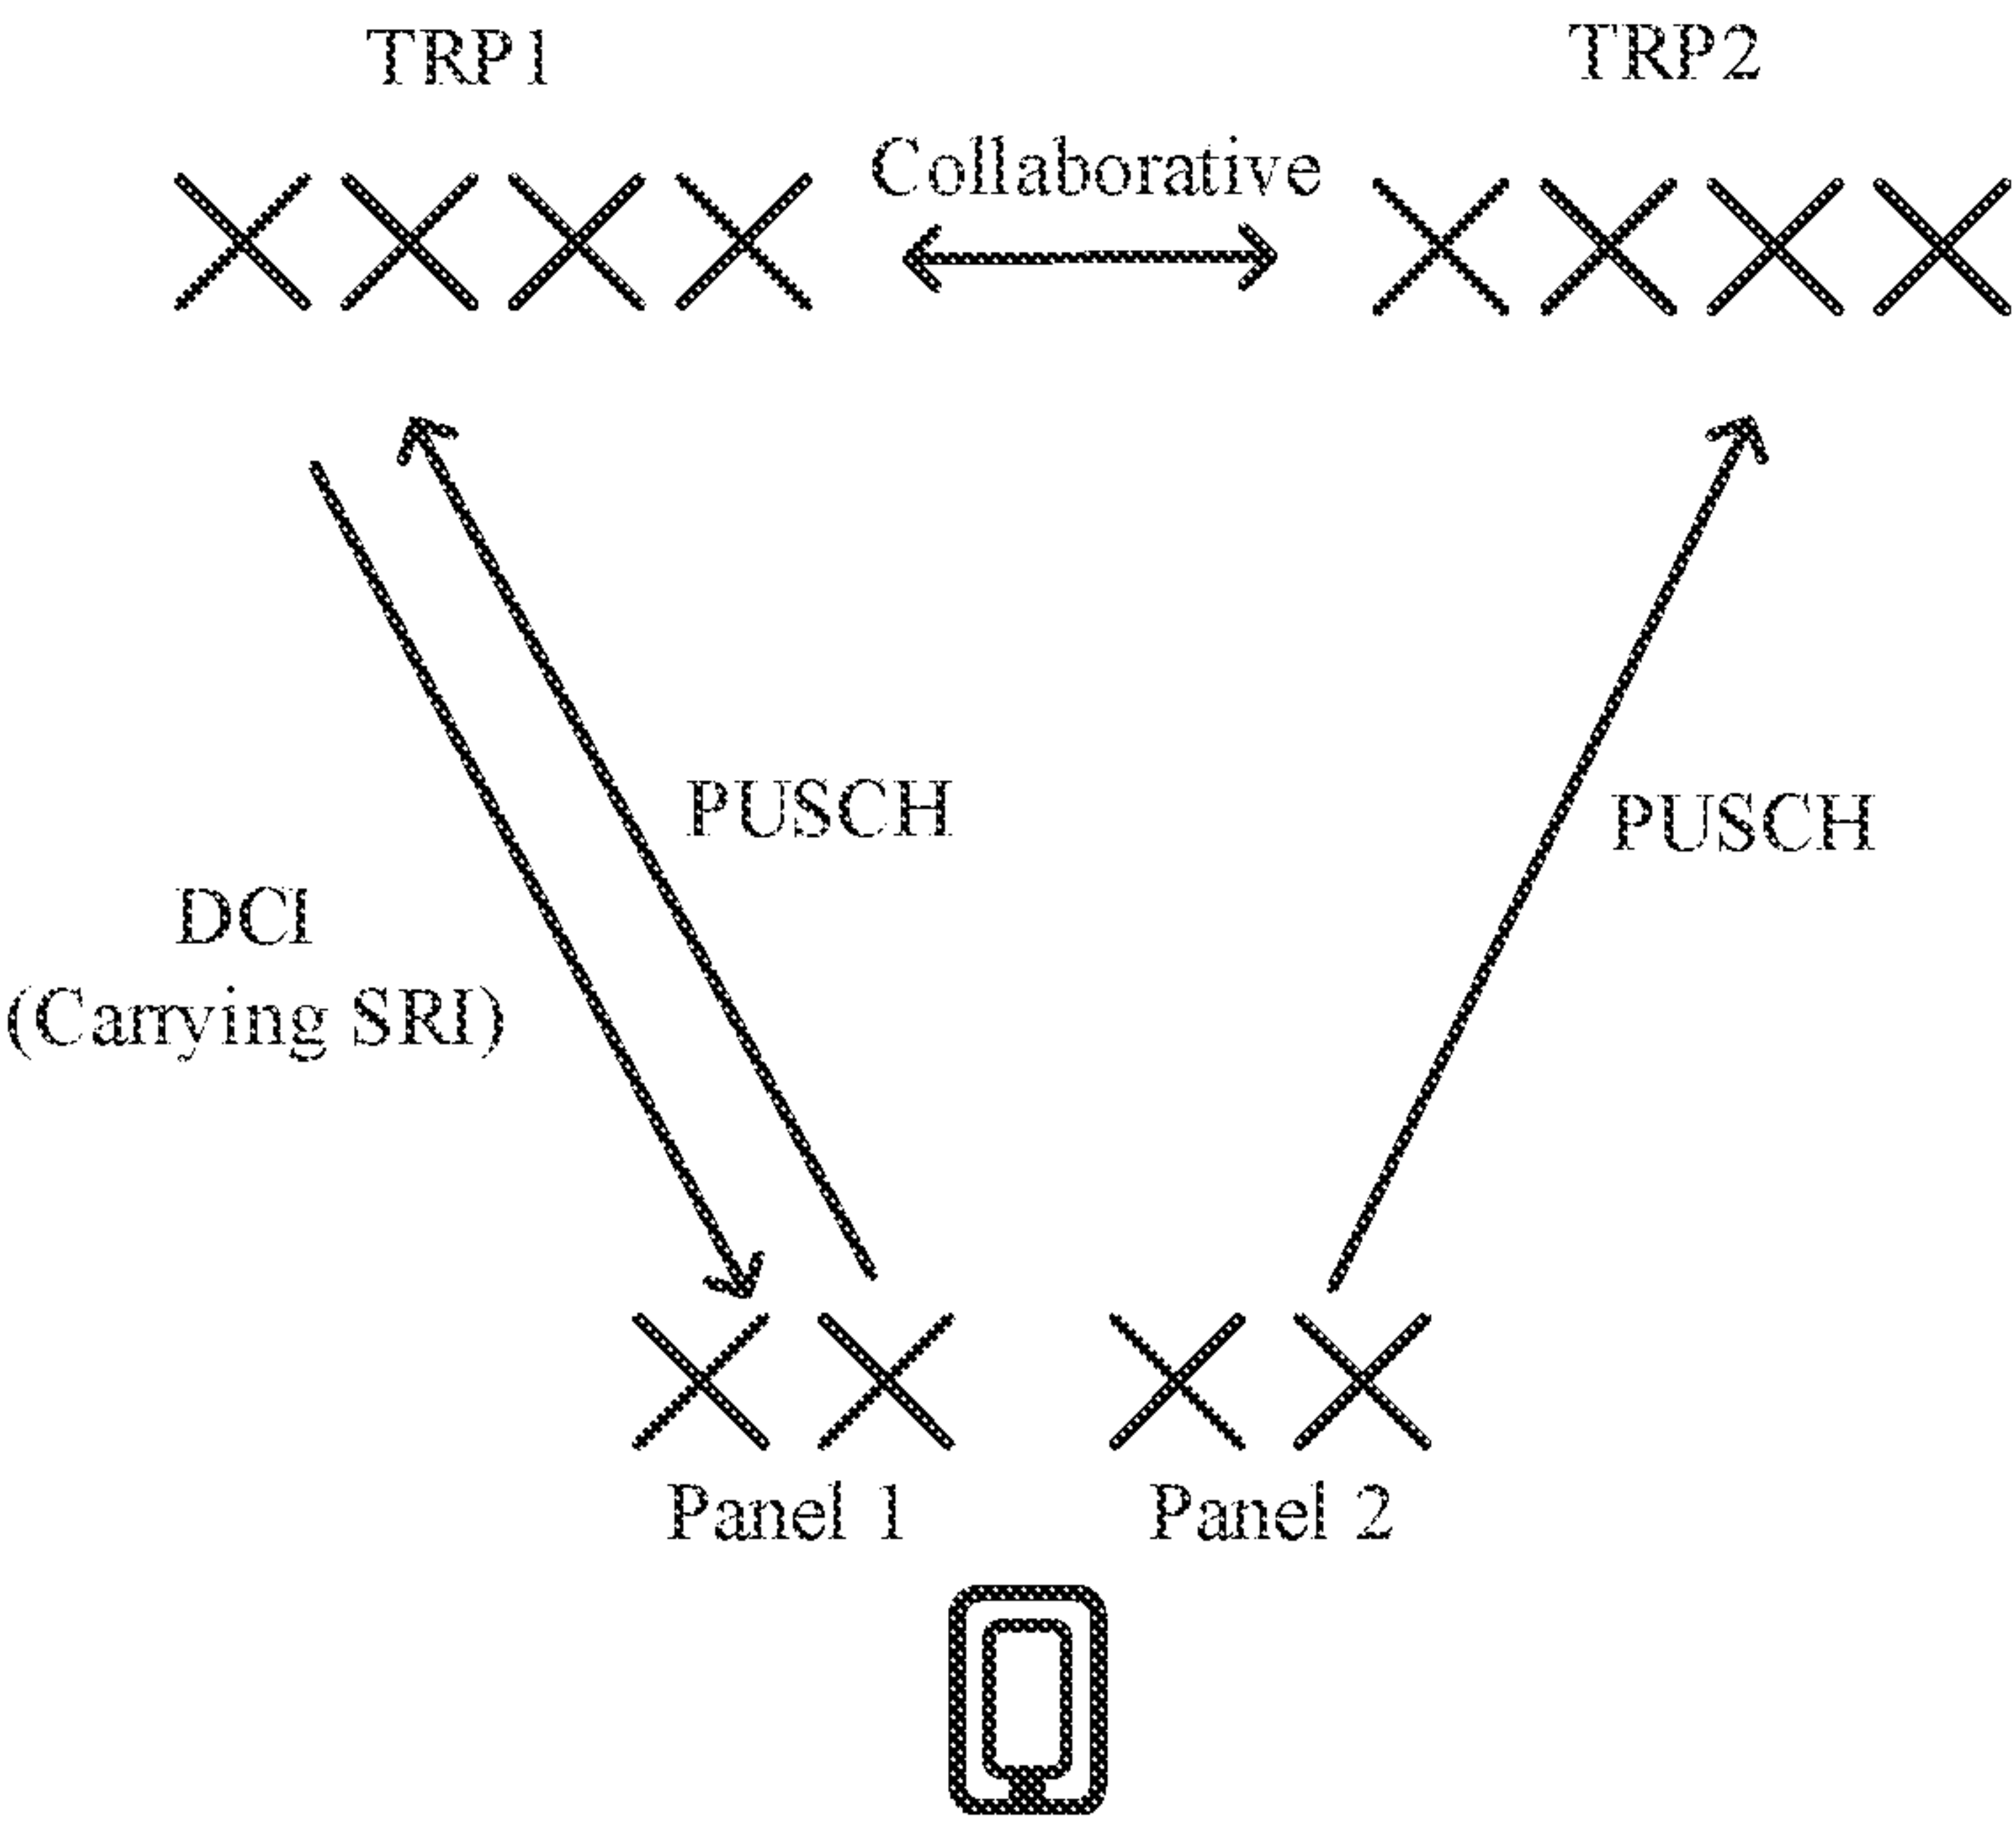 TRP1
TRP2
Collaborative
PUSCH
PUSCH
DCI
(Carrying SRI)
Panel 1
Panel 2